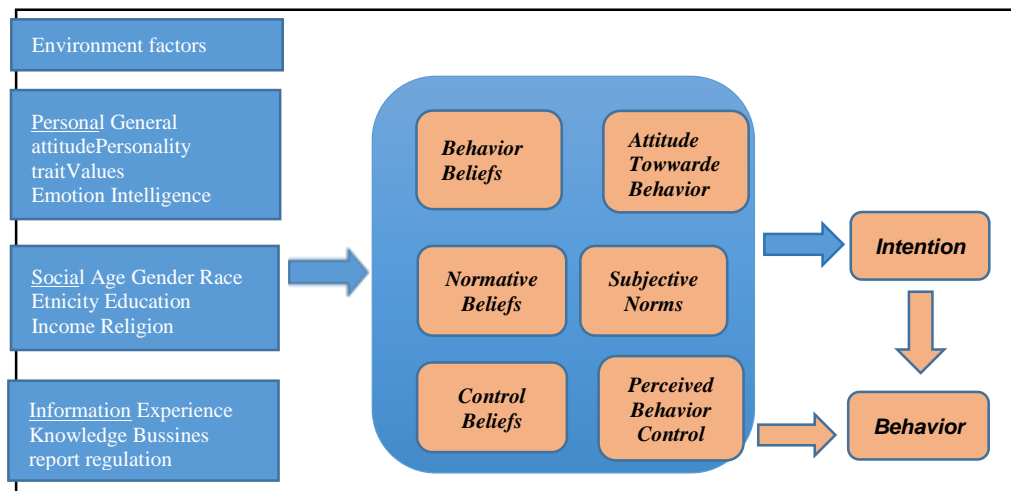 Environment factors
Personal General
attitudePersonality
traitValues
Emotion Intelligence
Social Age Gender Race
Etnicity Education
Income Religion
Information Experience
Knowledge Bussines
report regulation
Behavior
Beliefs
Attitude
Towwarde
Behavior
Normative
Beliefs
Subjective
Norms
Control
Beliefs
Perceived
Behavior
Control
Intention
Behavior